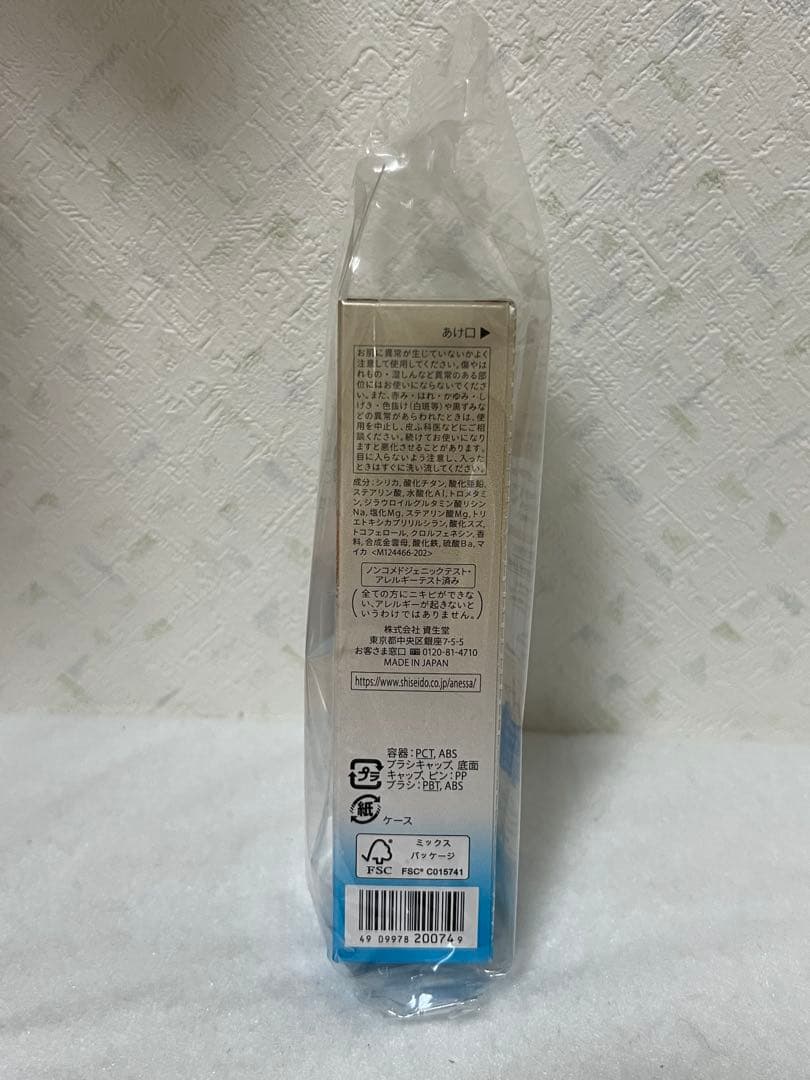 あけ口 ▶
お肌に異常が生じていないかよく
注意して使用してください。傷やは
れもの・湿しんなど異常のある部
位にはお使いにならないでくださ
い。また、赤み・はれ・かゆみ・し
げき・色抜け(白斑等)や黒ずみな
どの異常があらわれたときは、使
用を中止し、皮ふ科医などにご相
談ください。続けてお使いになり
ますと悪化させることがあります。
目に入らないよう注意し、入った
ときはすぐに洗い流してください。
成分:シリカ, 酸化チタン, 酸化亜鉛,
ステアリン酸, 水酸化Al, トロメタミ
ン, ジラウロイルグルタミン酸リシン
Na, 塩化Mg, ステアリン酸Mg, トリ
エトキシカプリリルシラン, 酸化スズ,
トコフェロール, クロルフェネシン, 香
料, 合成金雲母, 酸化鉄, 硫酸Ba, マ
イカ <M124466-202>
ノンコメドジェニックテスト・
アレルギーテスト済み
(全ての方にニキビができな
い、アレルギーが起きないと
いうわけではありません。)
株式会社 資生堂
東京都中央区銀座7-5-5
お客さま窓口 0120-81-4710
MADE IN JAPAN
https://www.shiseido.co.jp/anessa/
プラ
容器:PCT, ABS
ブラシキャップ, 底面
キャップ, ピン:PP
ブラシ:PBT, ABS
紙 ケース
FSC
ミックス
パッケージ
FSC® C015741
49 09978 20074 9